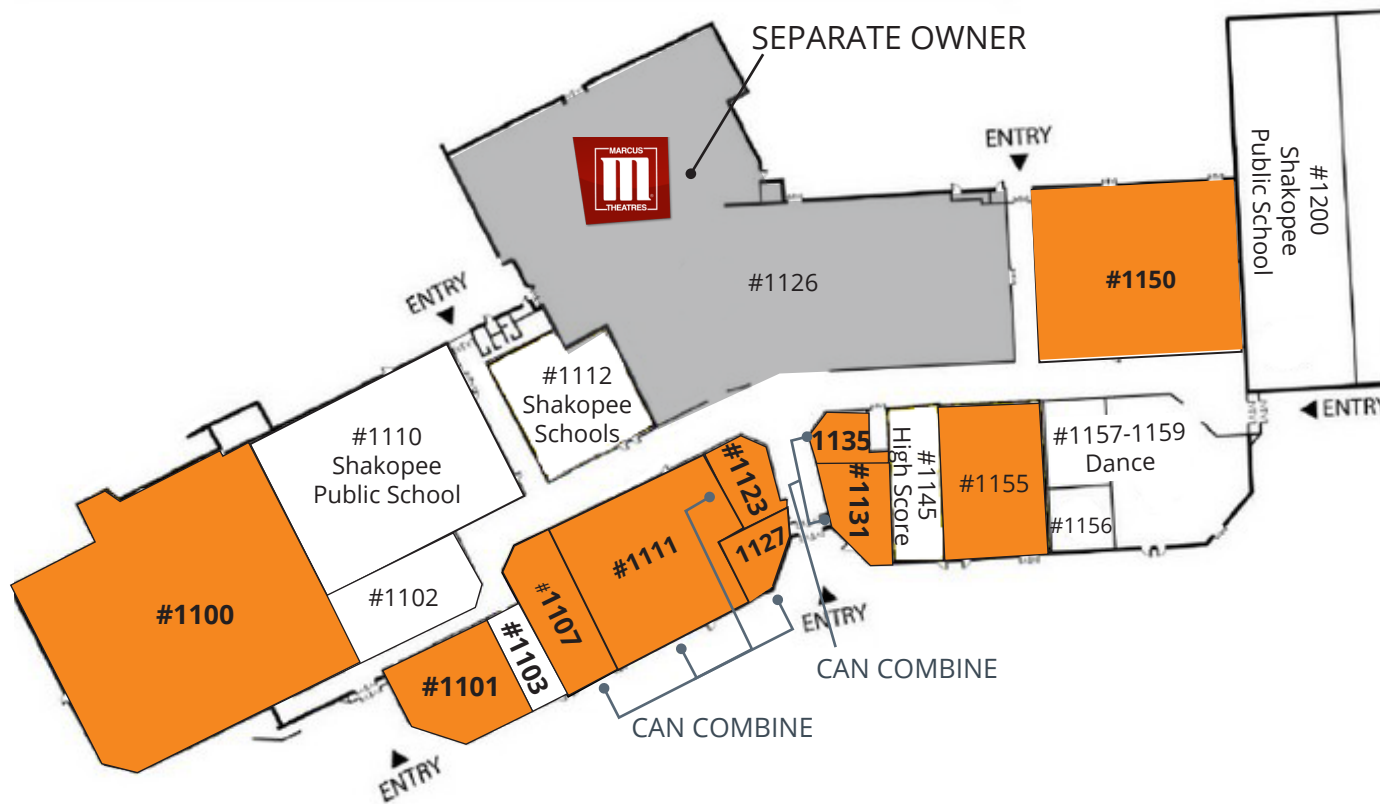 SEPARATE OWNER
MARCUS
m
THEATRES
ENTRY
#1200
Shakopee
Public School
#1126
#1150
ENTRY
#1112
Shakopee
Schools
ENTRY
#1110
Shakopee
Public School
1135
#1131
#1145
High Score
#1155
#1157-1159
Dance
#1156
#1123
1127
#1111
#1107
#1102
#1100
#1103
#1101
ENTRY
CAN COMBINE
CAN COMBINE
ENTRY